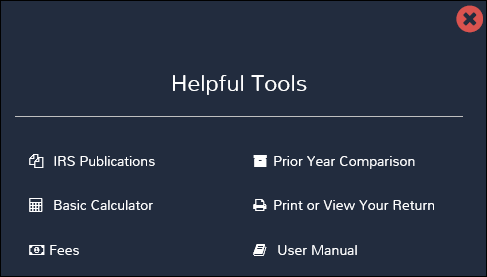 Helpful Tools
IRS Publications
Prior Year Comparison
Basic Calculator
Print or View Your Return
Fees
User Manual